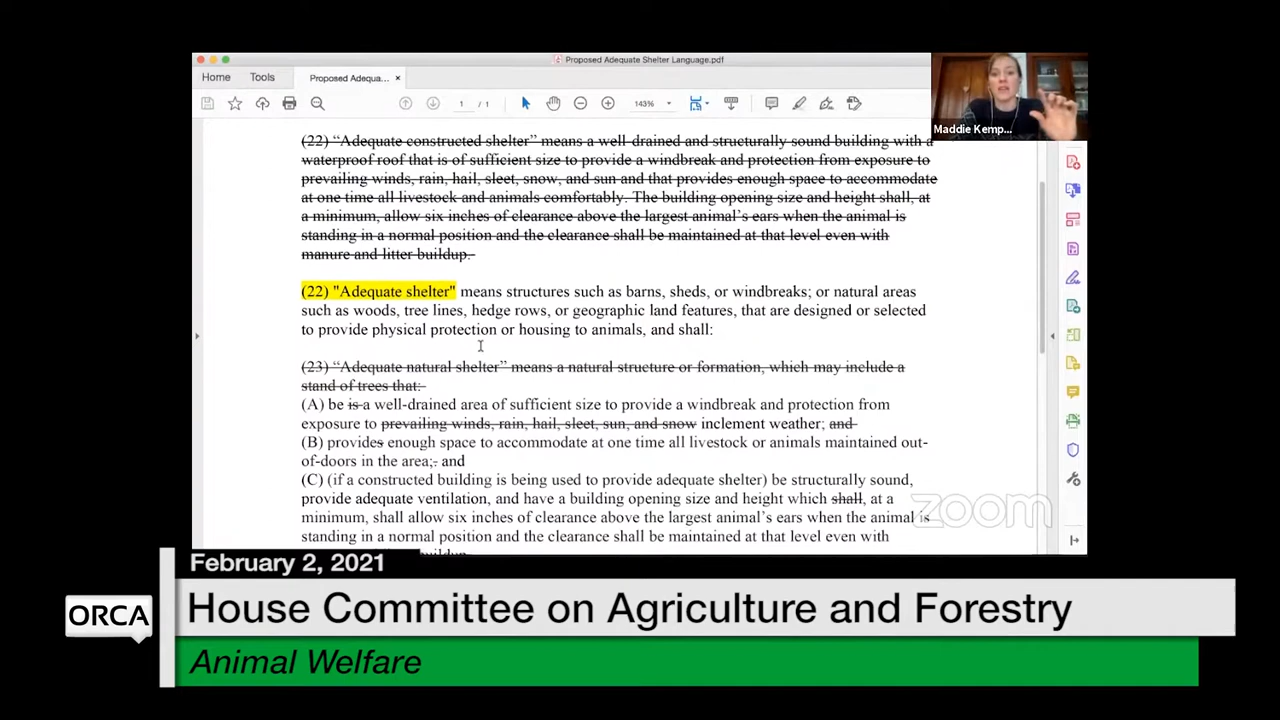 Proposed Adequate Shelter Language.pdf
Home Tools Proposed Adequa... ×
1 / 1 143%
Maddie Kemp...
(22) “Adequate constructed shelter” means a well-drained and structurally sound building with a
waterproof roof that is of sufficient size to provide a windbreak and protection from exposure to
prevailing winds, rain, hail, sleet, snow, and sun and that provides enough space to accommodate
at one time all livestock and animals comfortably. The building opening size and height shall, at
a minimum, allow six inches of clearance above the largest animal’s ears when the animal is
standing in a normal position and the clearance shall be maintained at that level even with
manure and litter buildup.
(22) "Adequate shelter" means structures such as barns, sheds, or windbreaks; or natural areas
such as woods, tree lines, hedge rows, or geographic land features, that are designed or selected
to provide physical protection or housing to animals, and shall:
(23) “Adequate natural shelter” means a natural structure or formation, which may include a
stand of trees that:
(A) be is a well-drained area of sufficient size to provide a windbreak and protection from
exposure to prevailing winds, rain, hail, sleet, sun, and snow inclement weather; and
(B) provides enough space to accommodate at one time all livestock or animals maintained out-
of-doors in the area;. and
(C) (if a constructed building is being used to provide adequate shelter) be structurally sound,
provide adequate ventilation, and have a building opening size and height which shall, at a
minimum, shall allow six inches of clearance above the largest animal’s ears when the animal is
standing in a normal position and the clearance shall be maintained at that level even with
zoom
February 2, 2021
ORCA
House Committee on Agriculture and Forestry
Animal Welfare